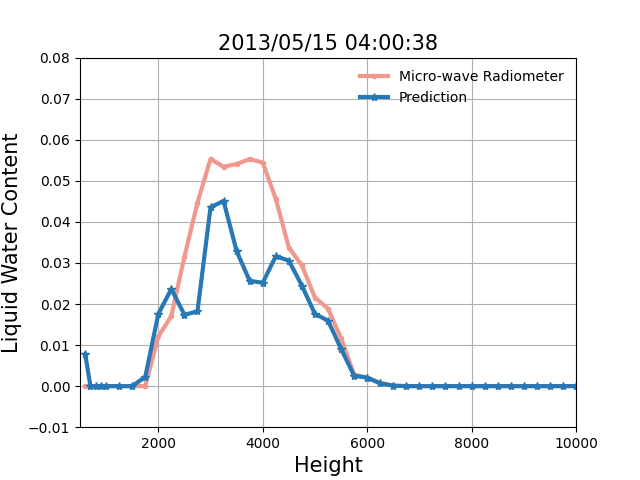 2013/05/15 04:00:38
Micro-wave Radiometer
Prediction
Liquid Water Content
0.08
0.07
0.06
0.05
0.04
0.03
0.02
0.01
0.00
−0.01
2000 4000 6000 8000 10000
Height